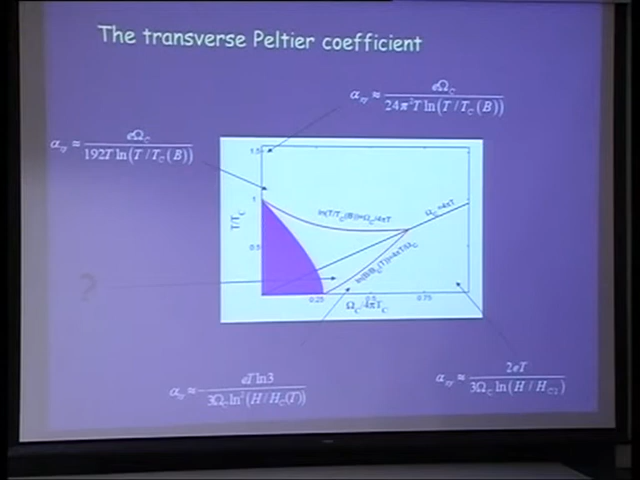 The transverse Peltier coefficient
α_xy ≈ eΩ_C / 24π²T ln(T/T_C(B))
α_xy ≈ eΩ_C / 192T ln(T/T_C(B))
1.5
1
0.5
T/T_C
ln(T/T_C(B))=Ω_C/4πT
Ω_C=4πT
ln(B/B_C(T))=4πT/Ω_C
?
0.25
0.5
0.75
Ω_C/4πT_C
α_xy ≈ eT ln3 / 3Ω_C ln²(H/H_C(T))
α_xy ≈ 2eT / 3Ω_C ln(H/H_C2)